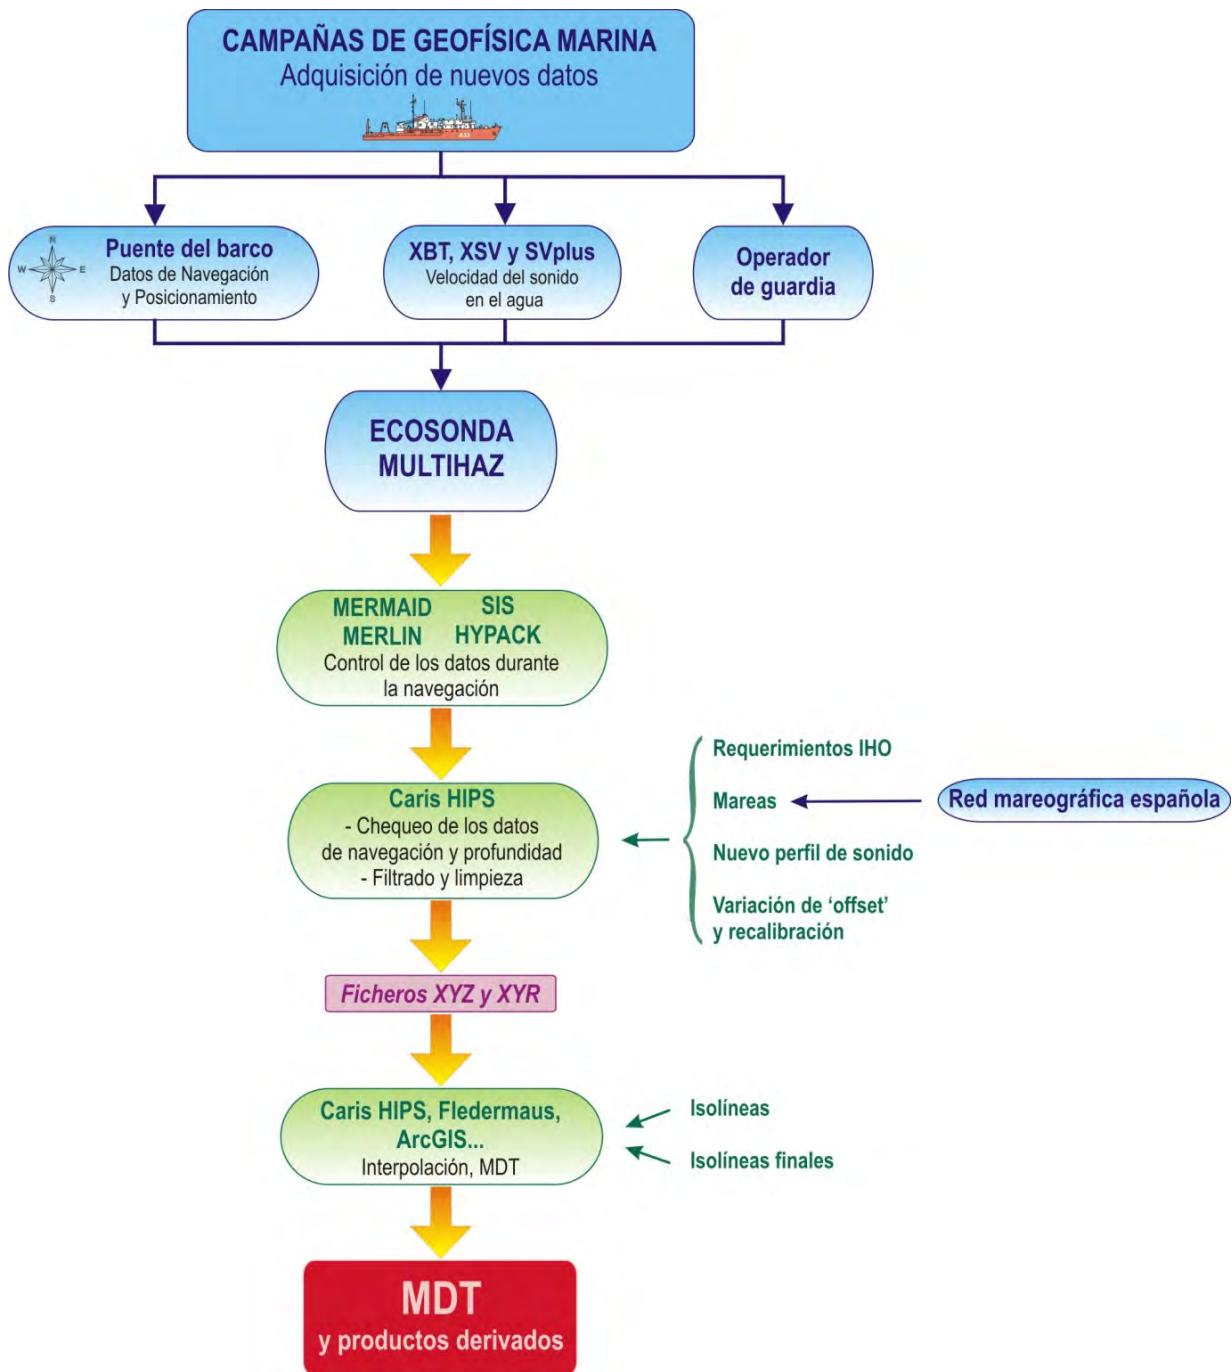 CAMPAÑAS DE GEOFÍSICA MARINA
Adquisición de nuevos datos
A33
Puente del barco
Datos de Navegación
y Posicionamiento
N
W
E
S
XBT, XSV y SVplus
Velocidad del sonido
en el agua
Operador
de guardia
ECOSONDA
MULTIHAZ
MERMAID SIS
MERLIN HYPACK
Control de los datos durante
la navegación
Caris HIPS
- Chequeo de los datos
de navegación y profundidad
- Filtrado y limpieza
Requerimientos IHO
Mareas
Red mareográfica española
Nuevo perfil de sonido
Variación de ‘offset’
y recalibración
Ficheros XYZ y XYR
Caris HIPS, Fledermaus,
ArcGIS...
Interpolación, MDT
Isolíneas
Isolíneas finales
MDT
y productos derivados